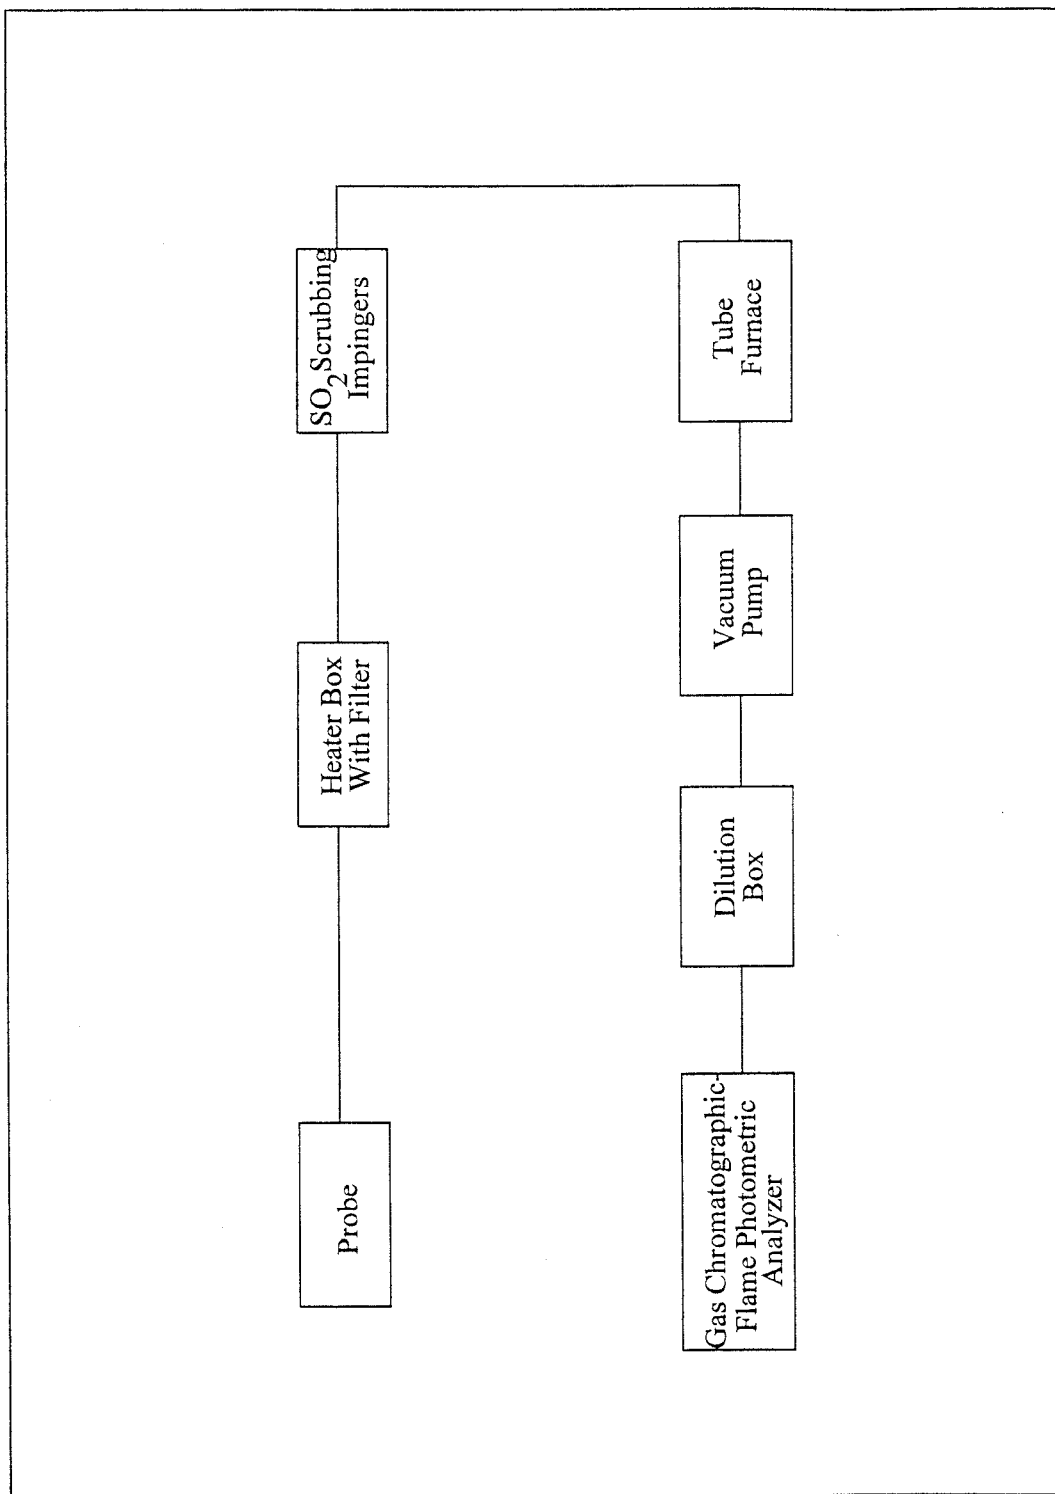 Probe
Heater Box
With Filter
SO2 Scrubbing
Impingers
Tube
Furnace
Vacuum
Pump
Dilution
Box
Gas Chromatographic-
Flame Photometric
Analyzer